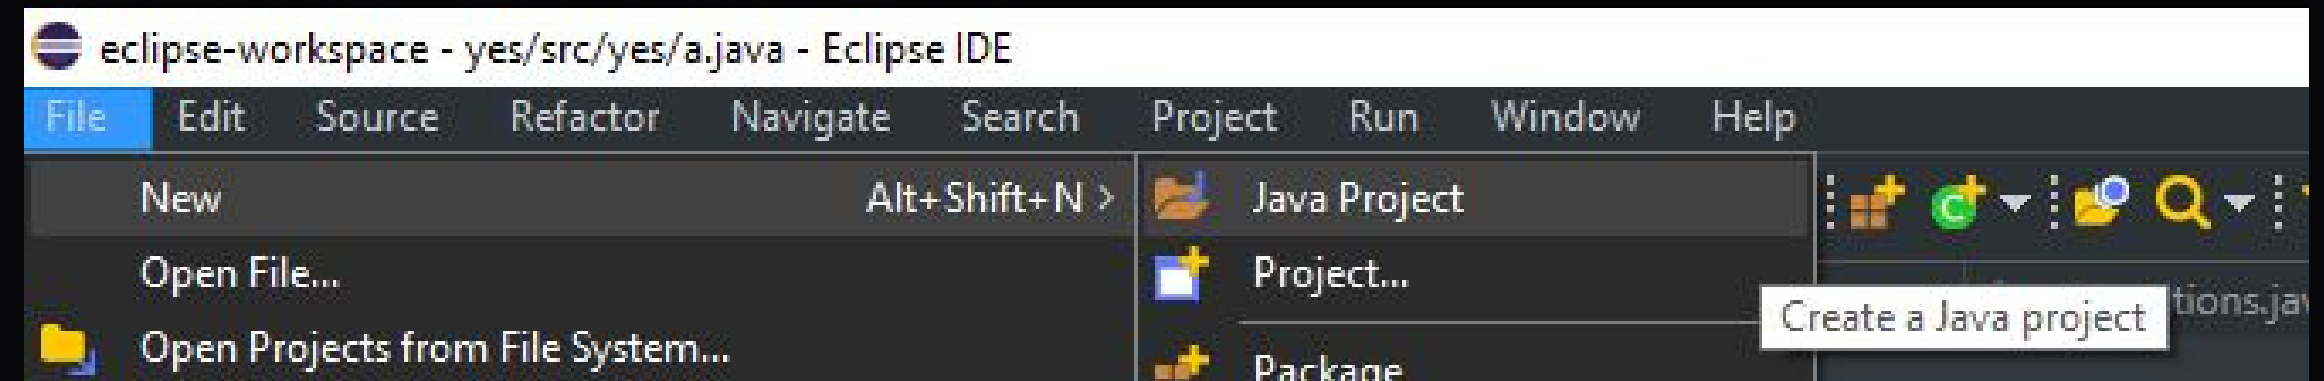 eclipse-workspace - yes/src/yes/a.java - Eclipse IDE
File Edit Source Refactor Navigate Search Project Run Window Help
New Alt+Shift+N > Java Project
Open File... Project...
Create a Java project
Open Projects from File System... Package